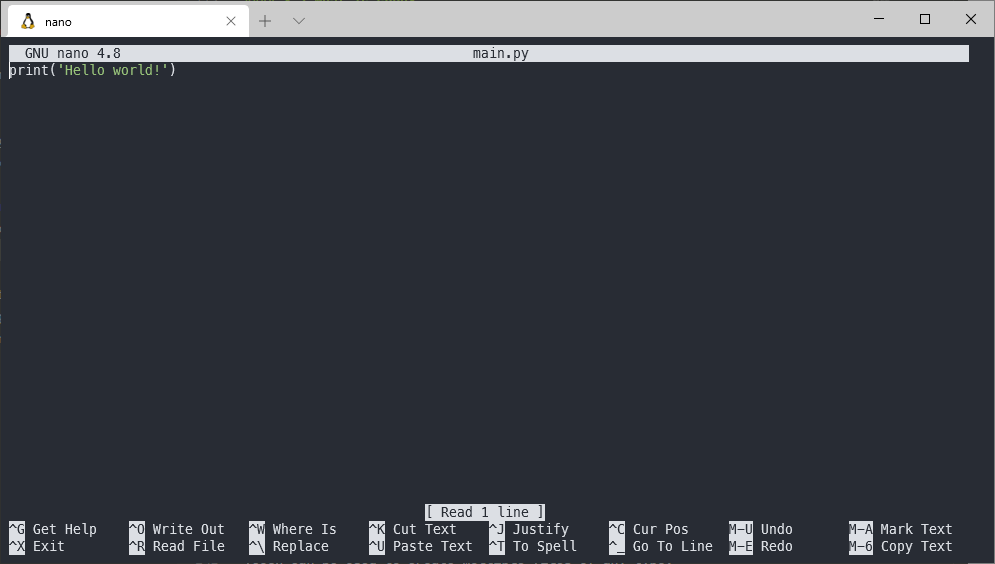 nano
GNU nano 4.8 main.py
print('Hello world!')
[ Read 1 line ]
^G Get Help ^O Write Out ^W Where Is ^K Cut Text ^J Justify ^C Cur Pos M-U Undo M-A Mark Text
^X Exit ^R Read File ^\ Replace ^U Paste Text ^T To Spell ^_ Go To Line M-E Redo M-6 Copy Text